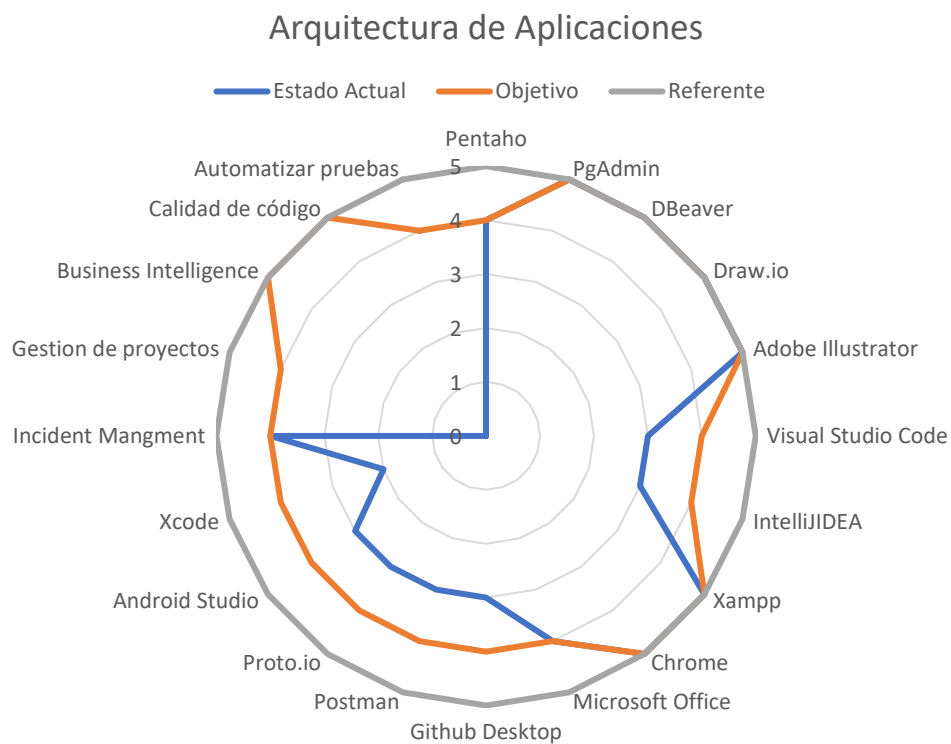 Arquitectura de Aplicaciones
Estado Actual
Objetivo
Referente
Pentaho
PgAdmin
DBeaver
Draw.io
Adobe Illustrator
Visual Studio Code
IntelliJIDEA
Xampp
Chrome
Microsoft Office
Github Desktop
Postman
Proto.io
Android Studio
Xcode
Incident Mangment
Gestion de proyectos
Business Intelligence
Calidad de código
Automatizar pruebas
5
4
3
2
1
0